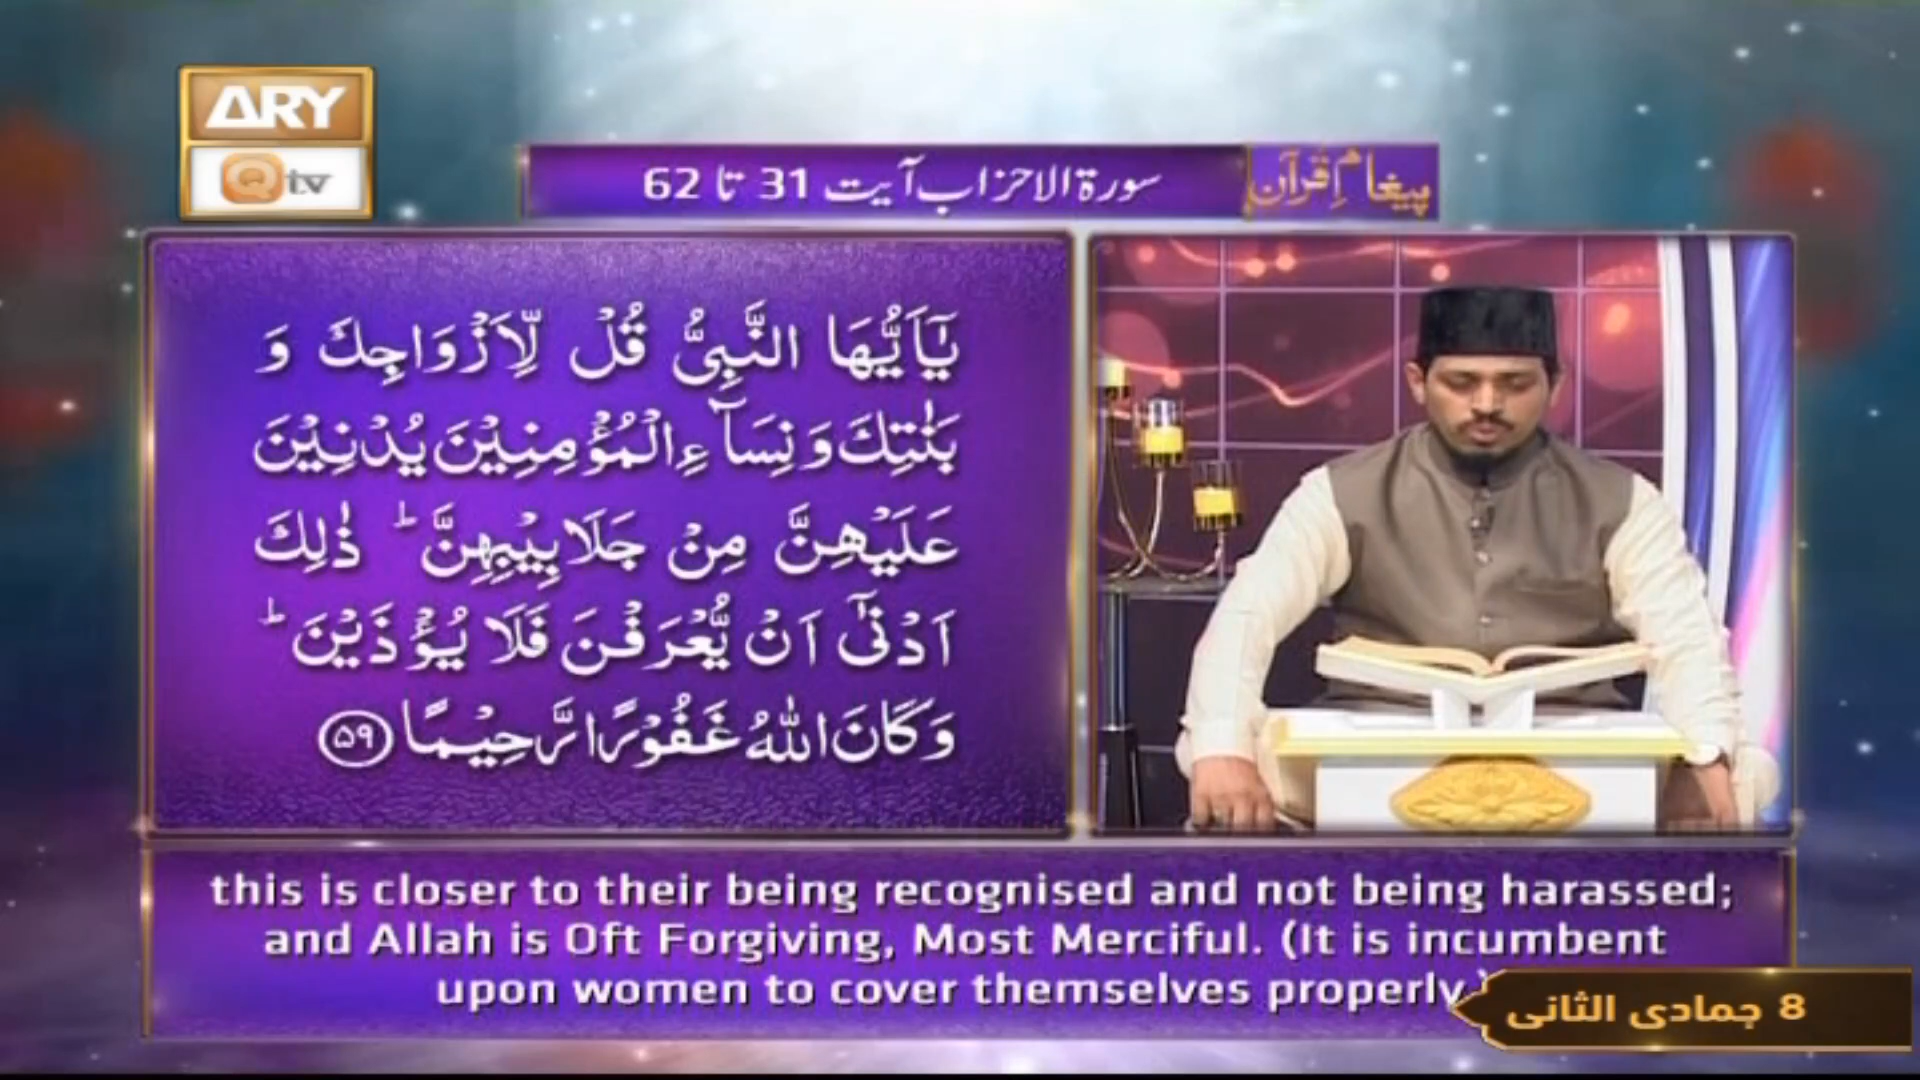 ARY
Qtv
پیغامِ قرآن
سورۃ الاحزاب آیت 31 تا 62
يٰۤاَيُّهَا النَّبِىُّ قُلْ لِّاَزْوَاجِكَ وَ
بَنٰتِكَ وَ نِسَآءِ الْمُؤْمِنِيْنَ يُدْنِيْنَ
عَلَيْهِنَّ مِنْ جَلَابِيْبِهِنَّ ؕ ذٰلِكَ
اَدْنٰٓى اَنْ يُّعْرَفْنَ فَلَا يُؤْذَيْنَ ؕ
وَ كَانَ اللّٰهُ غَفُوْرًا رَّحِيْمًا ۵۹
this is closer to their being recognised and not being harassed;
and Allah is Oft Forgiving, Most Merciful. (It is incumbent
upon women to cover themselves properly.)
8 جمادی الثانی